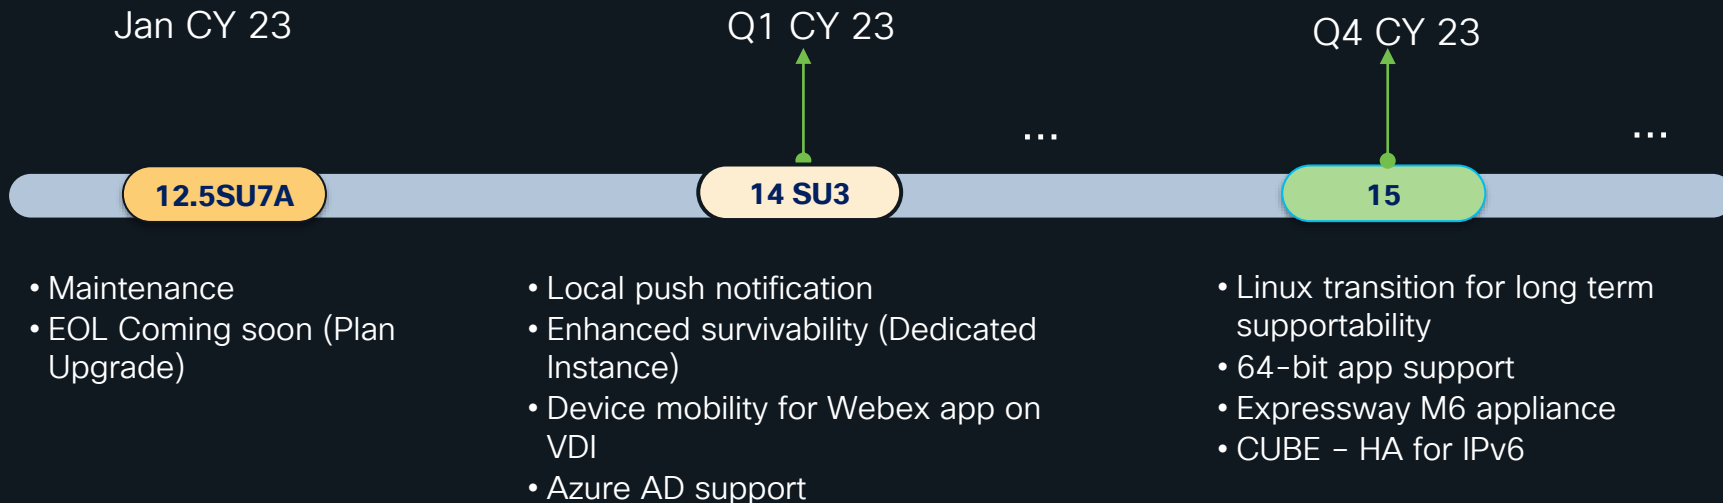 Jan CY 23
Q1 CY 23
Q4 CY 23
...
...
12.5SU7A
14 SU3
15
• Maintenance
• EOL Coming soon (Plan
Upgrade)
• Local push notification
• Enhanced survivability (Dedicated
Instance)
• Device mobility for Webex app on
VDI
• Azure AD support
• Linux transition for long term
supportability
• 64-bit app support
• Expressway M6 appliance
• CUBE – HA for IPv6